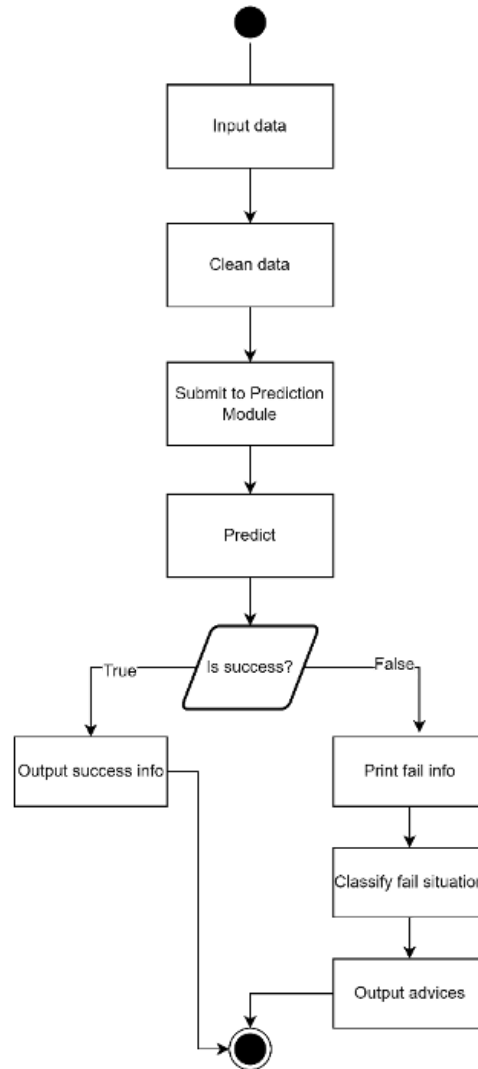 Input data
Clean data
Submit to Prediction
Module
Predict
Is success?
True
False
Output success info
Print fail info
Classify fail situation
Output advices